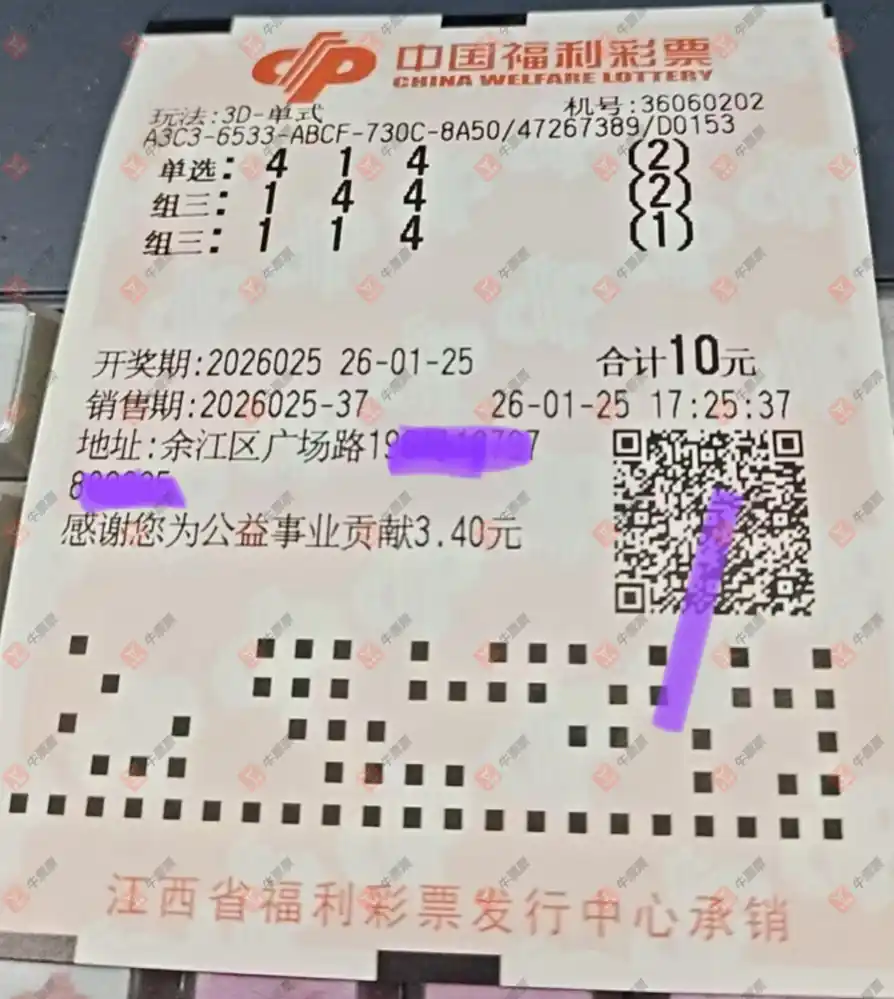 中国福利彩票
CHINA WELFARE LOTTERY
玩法:3D-单式 机号:36060202
A3C3-6533-ABCF-730C-8A50/47267389/D0153
单选: 4 1 4 (2)
组三: 1 4 4 (2)
组三: 1 1 4 (1)
开奖期:2026025 26-01-25 合计10元
销售期:2026025-37 26-01-25 17:25:37
地址:余江区广场路19
8
感谢您为公益事业贡献3.40元
江西省福利彩票发行中心承销